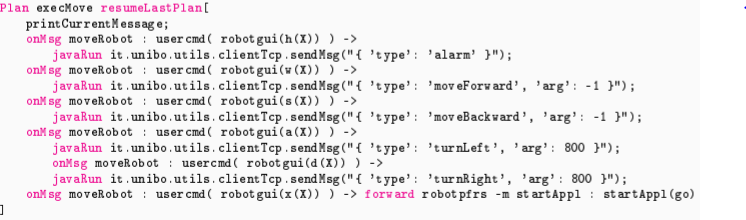 Plan execMove resumeLastPlan[
printCurrentMessage;
onMsg moveRobot : usercmd( robotgui(h(X)) ) ->
javaRun it.unibo.utils.clientTcp.sendMsg("{ 'type': 'alarm' }");
onMsg moveRobot : usercmd( robotgui(w(X)) ) ->
javaRun it.unibo.utils.clientTcp.sendMsg("{ 'type': 'moveForward', 'arg': -1 }");
onMsg moveRobot : usercmd( robotgui(s(X)) ) ->
javaRun it.unibo.utils.clientTcp.sendMsg("{ 'type': 'moveBackward', 'arg': -1 }");
onMsg moveRobot : usercmd( robotgui(a(X)) ) ->
javaRun it.unibo.utils.clientTcp.sendMsg("{ 'type': 'turnLeft', 'arg': 800 }");
onMsg moveRobot : usercmd( robotgui(d(X)) ) ->
javaRun it.unibo.utils.clientTcp.sendMsg("{ 'type': 'turnRight', 'arg': 800 }");
onMsg moveRobot : usercmd( robotgui(x(X)) ) -> forward robotpfrs -m startAppl : startAppl(go)
]